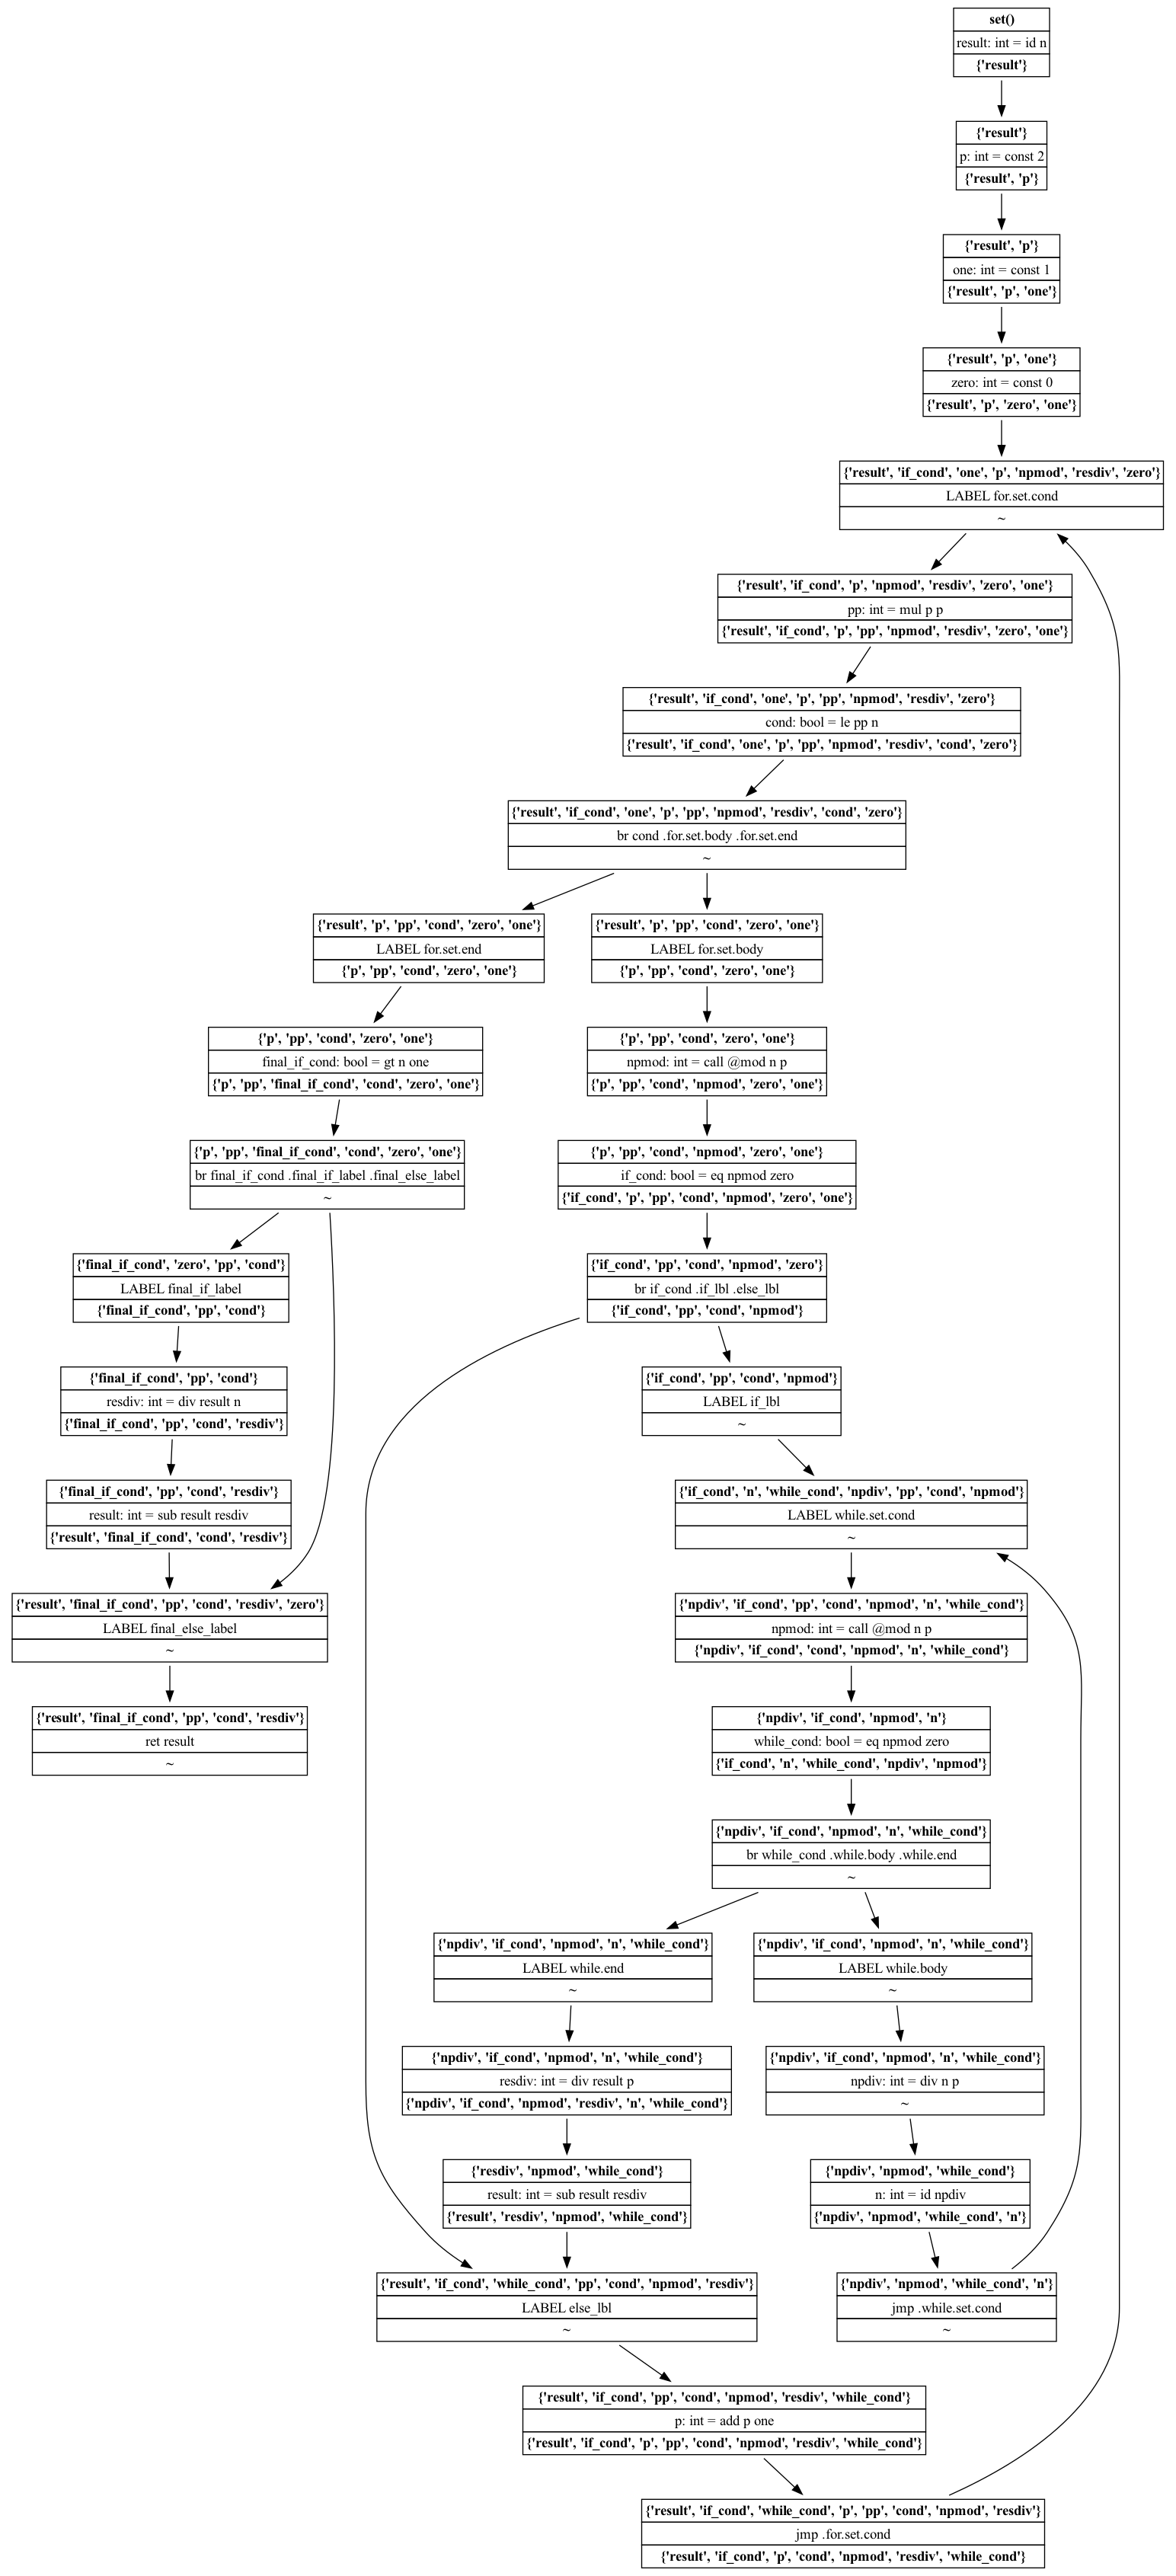 set()
result: int = id n
{'result'}
{'result'}
p: int = const 2
{'result', 'p'}
{'result', 'p'}
one: int = const 1
{'result', 'p', 'one'}
{'result', 'p', 'one'}
zero: int = const 0
{'result', 'p', 'zero', 'one'}
{'result', 'if_cond', 'one', 'p', 'npmod', 'resdiv', 'zero'}
LABEL for.set.cond
~
{'result', 'if_cond', 'p', 'npmod', 'resdiv', 'zero', 'one'}
pp: int = mul p p
{'result', 'if_cond', 'p', 'pp', 'npmod', 'resdiv', 'zero', 'one'}
{'result', 'if_cond', 'one', 'p', 'pp', 'npmod', 'resdiv', 'zero'}
cond: bool = le pp n
{'result', 'if_cond', 'one', 'p', 'pp', 'npmod', 'resdiv', 'cond', 'zero'}
{'result', 'if_cond', 'one', 'p', 'pp', 'npmod', 'resdiv', 'cond', 'zero'}
br cond .for.set.body .for.set.end
~
{'result', 'p', 'pp', 'cond', 'zero', 'one'}
LABEL for.set.end
{'p', 'pp', 'cond', 'zero', 'one'}
{'result', 'p', 'pp', 'cond', 'zero', 'one'}
LABEL for.set.body
{'p', 'pp', 'cond', 'zero', 'one'}
{'p', 'pp', 'cond', 'zero', 'one'}
final_if_cond: bool = gt n one
{'p', 'pp', 'final_if_cond', 'cond', 'zero', 'one'}
{'p', 'pp', 'cond', 'zero', 'one'}
npmod: int = call @mod n p
{'p', 'pp', 'cond', 'npmod', 'zero', 'one'}
{'p', 'pp', 'final_if_cond', 'cond', 'zero', 'one'}
br final_if_cond .final_if_label .final_else_label
~
{'p', 'pp', 'cond', 'npmod', 'zero', 'one'}
if_cond: bool = eq npmod zero
{'if_cond', 'p', 'pp', 'cond', 'npmod', 'zero', 'one'}
{'final_if_cond', 'zero', 'pp', 'cond'}
LABEL final_if_label
{'final_if_cond', 'pp', 'cond'}
{'if_cond', 'pp', 'cond', 'npmod', 'zero'}
br if_cond .if_lbl .else_lbl
{'if_cond', 'pp', 'cond', 'npmod'}
{'final_if_cond', 'pp', 'cond'}
resdiv: int = div result n
{'final_if_cond', 'pp', 'cond', 'resdiv'}
{'if_cond', 'pp', 'cond', 'npmod'}
LABEL if_lbl
~
{'final_if_cond', 'pp', 'cond', 'resdiv'}
result: int = sub result resdiv
{'result', 'final_if_cond', 'cond', 'resdiv'}
{'if_cond', 'n', 'while_cond', 'npdiv', 'pp', 'cond', 'npmod'}
LABEL while.set.cond
~
{'result', 'final_if_cond', 'pp', 'cond', 'resdiv', 'zero'}
LABEL final_else_label
~
{'npdiv', 'if_cond', 'pp', 'cond', 'npmod', 'n', 'while_cond'}
npmod: int = call @mod n p
{'npdiv', 'if_cond', 'cond', 'npmod', 'n', 'while_cond'}
{'result', 'final_if_cond', 'pp', 'cond', 'resdiv'}
ret result
~
{'npdiv', 'if_cond', 'npmod', 'n'}
while_cond: bool = eq npmod zero
{'if_cond', 'n', 'while_cond', 'npdiv', 'npmod'}
{'npdiv', 'if_cond', 'npmod', 'n', 'while_cond'}
br while_cond .while.body .while.end
~
{'npdiv', 'if_cond', 'npmod', 'n', 'while_cond'}
LABEL while.end
~
{'npdiv', 'if_cond', 'npmod', 'n', 'while_cond'}
LABEL while.body
~
{'npdiv', 'if_cond', 'npmod', 'n', 'while_cond'}
resdiv: int = div result p
{'npdiv', 'if_cond', 'npmod', 'resdiv', 'n', 'while_cond'}
{'npdiv', 'if_cond', 'npmod', 'n', 'while_cond'}
npdiv: int = div n p
~
{'resdiv', 'npmod', 'while_cond'}
result: int = sub result resdiv
{'result', 'resdiv', 'npmod', 'while_cond'}
{'npdiv', 'npmod', 'while_cond'}
n: int = id npdiv
{'npdiv', 'npmod', 'while_cond', 'n'}
{'result', 'if_cond', 'while_cond', 'pp', 'cond', 'npmod', 'resdiv'}
LABEL else_lbl
~
{'npdiv', 'npmod', 'while_cond', 'n'}
jmp .while.set.cond
~
{'result', 'if_cond', 'pp', 'cond', 'npmod', 'resdiv', 'while_cond'}
p: int = add p one
{'result', 'if_cond', 'p', 'pp', 'cond', 'npmod', 'resdiv', 'while_cond'}
{'result', 'if_cond', 'while_cond', 'p', 'pp', 'cond', 'npmod', 'resdiv'}
jmp .for.set.cond
{'result', 'if_cond', 'p', 'cond', 'npmod', 'resdiv', 'while_cond'}